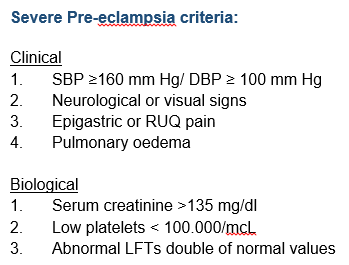 Severe Pre-eclampsia criteria:
Clinical
1. SBP ≥160 mm Hg/ DBP ≥ 100 mm Hg
2. Neurological or visual signs
3. Epigastric or RUQ pain
4. Pulmonary oedema
Biological
1. Serum creatinine >135 mg/dl
2. Low platelets < 100.000/mcL
3. Abnormal LFTs double of normal values